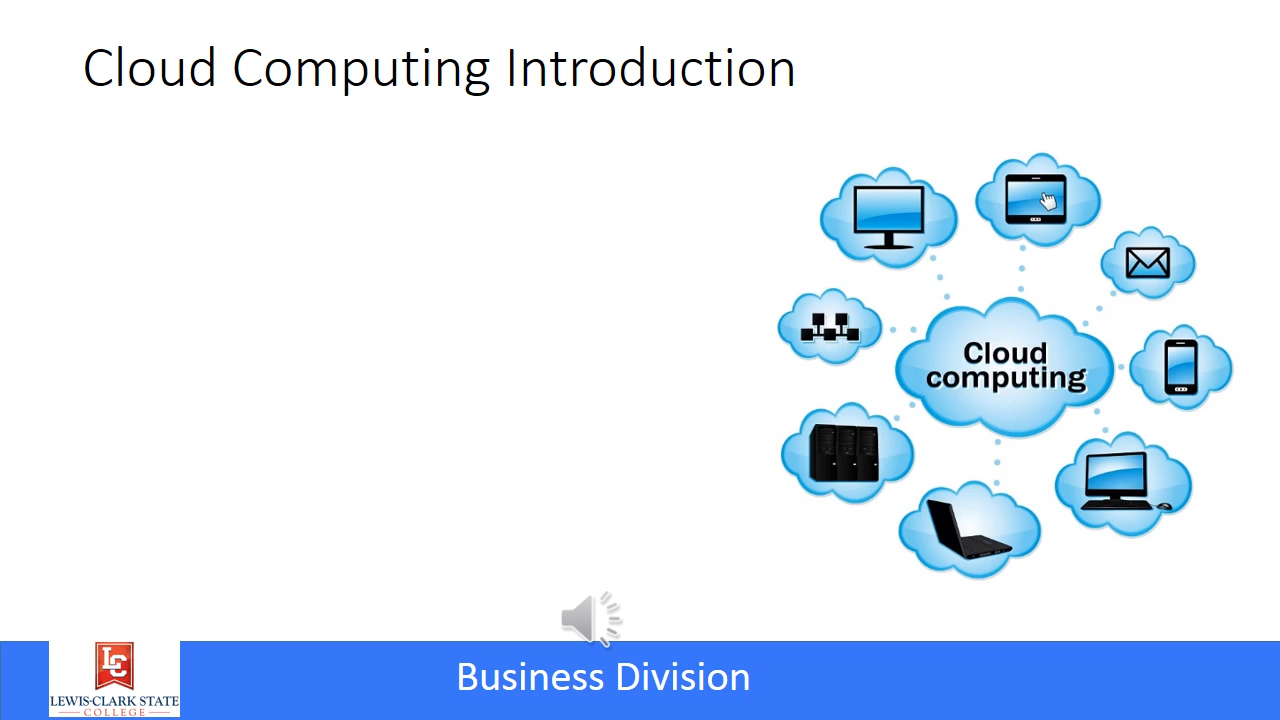 Cloud Computing Introduction
Cloud
computing
LC
LEWIS-CLARK STATE
COLLEGE
Business Division